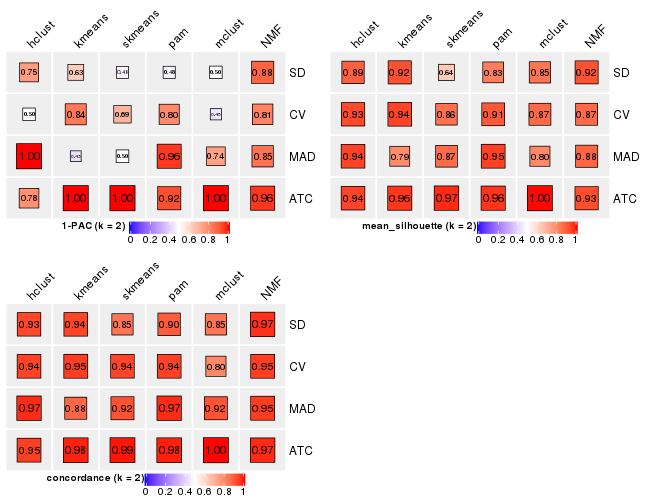 hclust kmeans skmeans pam mclust NMF
0.75 0.63 0.48 0.50 0.88 SD
0.50 0.84 0.69 0.80 0.81 CV
1.00 0.50 0.96 0.74 0.85 MAD
0.78 1.00 1.00 0.92 1.00 0.96 ATC
1-PAC (k = 2)
0 0.2 0.4 0.6 0.8 1
hclust kmeans skmeans pam mclust NMF
0.89 0.92 0.64 0.83 0.85 0.92 SD
0.93 0.94 0.86 0.91 0.87 0.87 CV
0.94 0.79 0.87 0.95 0.80 0.88 MAD
0.94 0.96 0.97 0.96 1.00 0.93 ATC
mean_silhouette (k = 2)
0 0.2 0.4 0.6 0.8 1
hclust kmeans skmeans pam mclust NMF
0.93 0.94 0.85 0.90 0.85 0.97 SD
0.94 0.95 0.94 0.94 0.80 0.95 CV
0.97 0.88 0.92 0.97 0.92 0.95 MAD
0.95 0.98 0.99 0.98 1.00 0.97 ATC
concordance (k = 2)
0 0.2 0.4 0.6 0.8 1